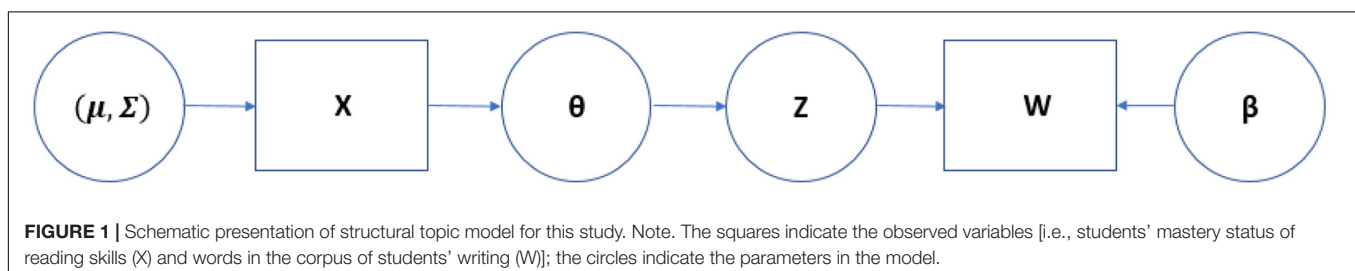 (μ, Σ) X θ Z W β
FIGURE 1 | Schematic presentation of structural topic model for this study. Note. The squares indicate the observed variables [i.e., students’ mastery status of
reading skills (X) and words in the corpus of students’ writing (W)]; the circles indicate the parameters in the model.